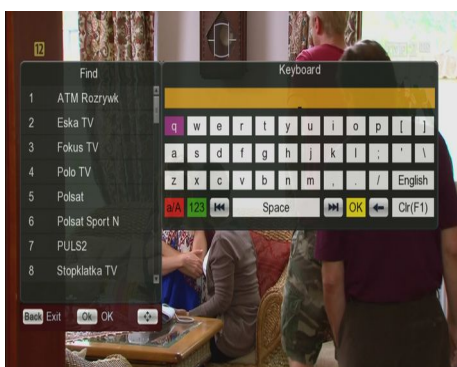 12
Find
1 ATM Rozrywk
2 Eska TV
3 Fokus TV
4 Polo TV
5 Polsat
6 Polsat Sport N
7 PULS2
8 Stopklatka TV
Back Exit Ok OK
Keyboard
q w e r t y u i o p [ ]
a s d f g h j k l ; ' \
z x c v b n m , . / English
a/A 123 Space OK Clr(F1)